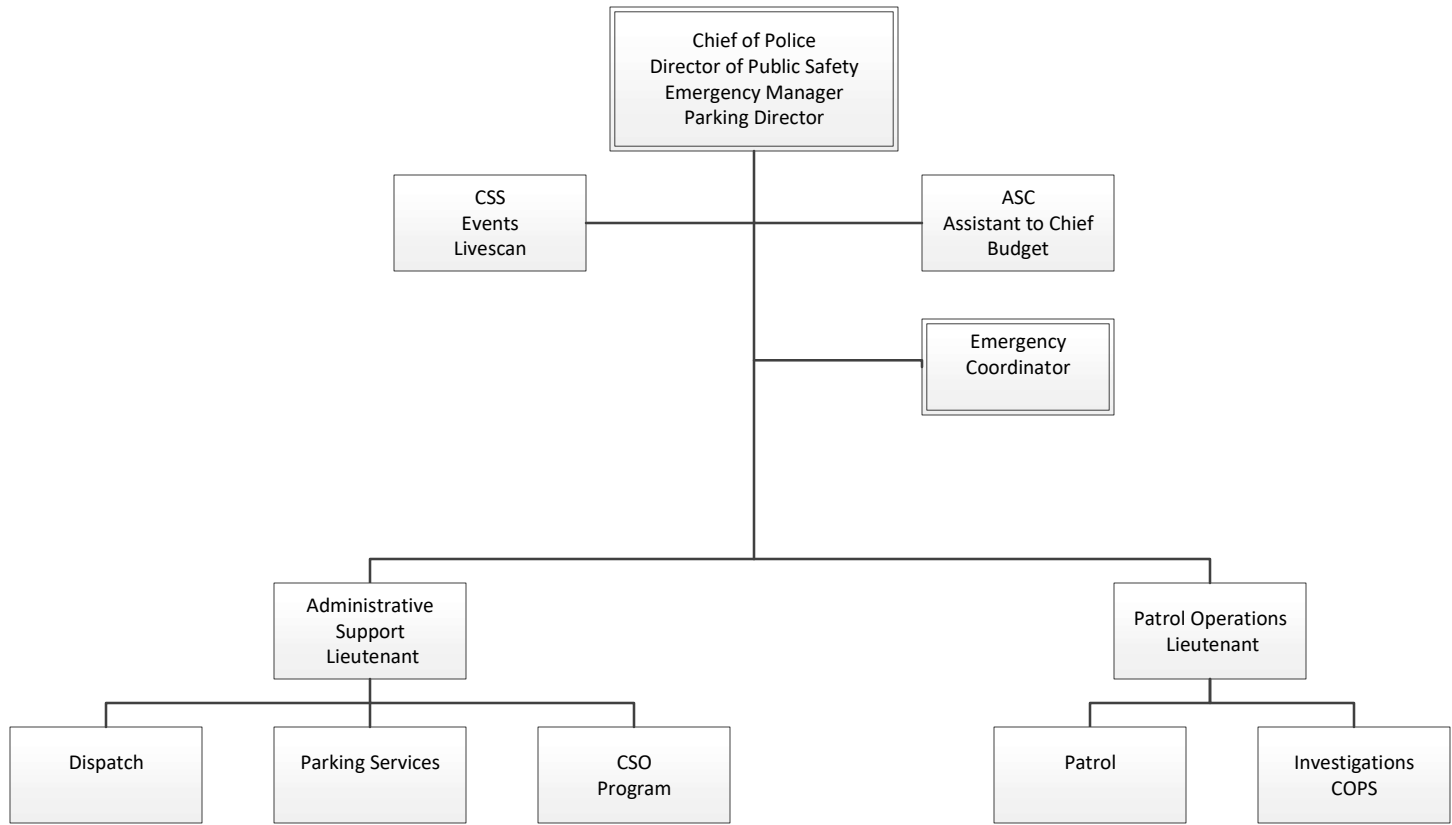 Chief of Police
Director of Public Safety
Emergency Manager
Parking Director
CSS
Events
Livescan
ASC
Assistant to Chief
Budget
Emergency
Coordinator
Administrative
Support
Lieutenant
Patrol Operations
Lieutenant
Dispatch
Parking Services
CSO
Program
Patrol
Investigations
COPS